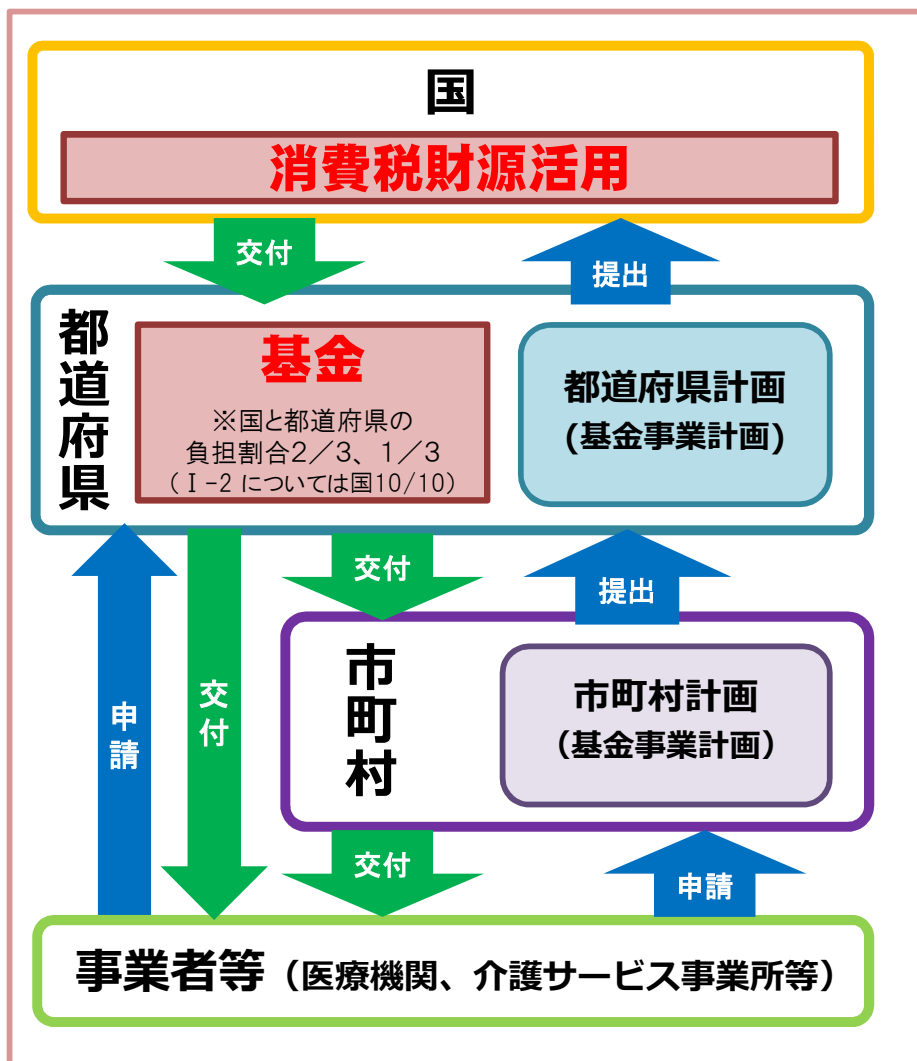 国
消費税財源活用
交付
提出
都道府県
基金
※国と都道府県の
負担割合2／3、1／3
(Ⅰ-2 については国10/10)
都道府県計画
(基金事業計画)
交付
提出
申請
交付
市町村
市町村計画
（基金事業計画）
交付
申請
事業者等（医療機関、介護サービス事業所等）